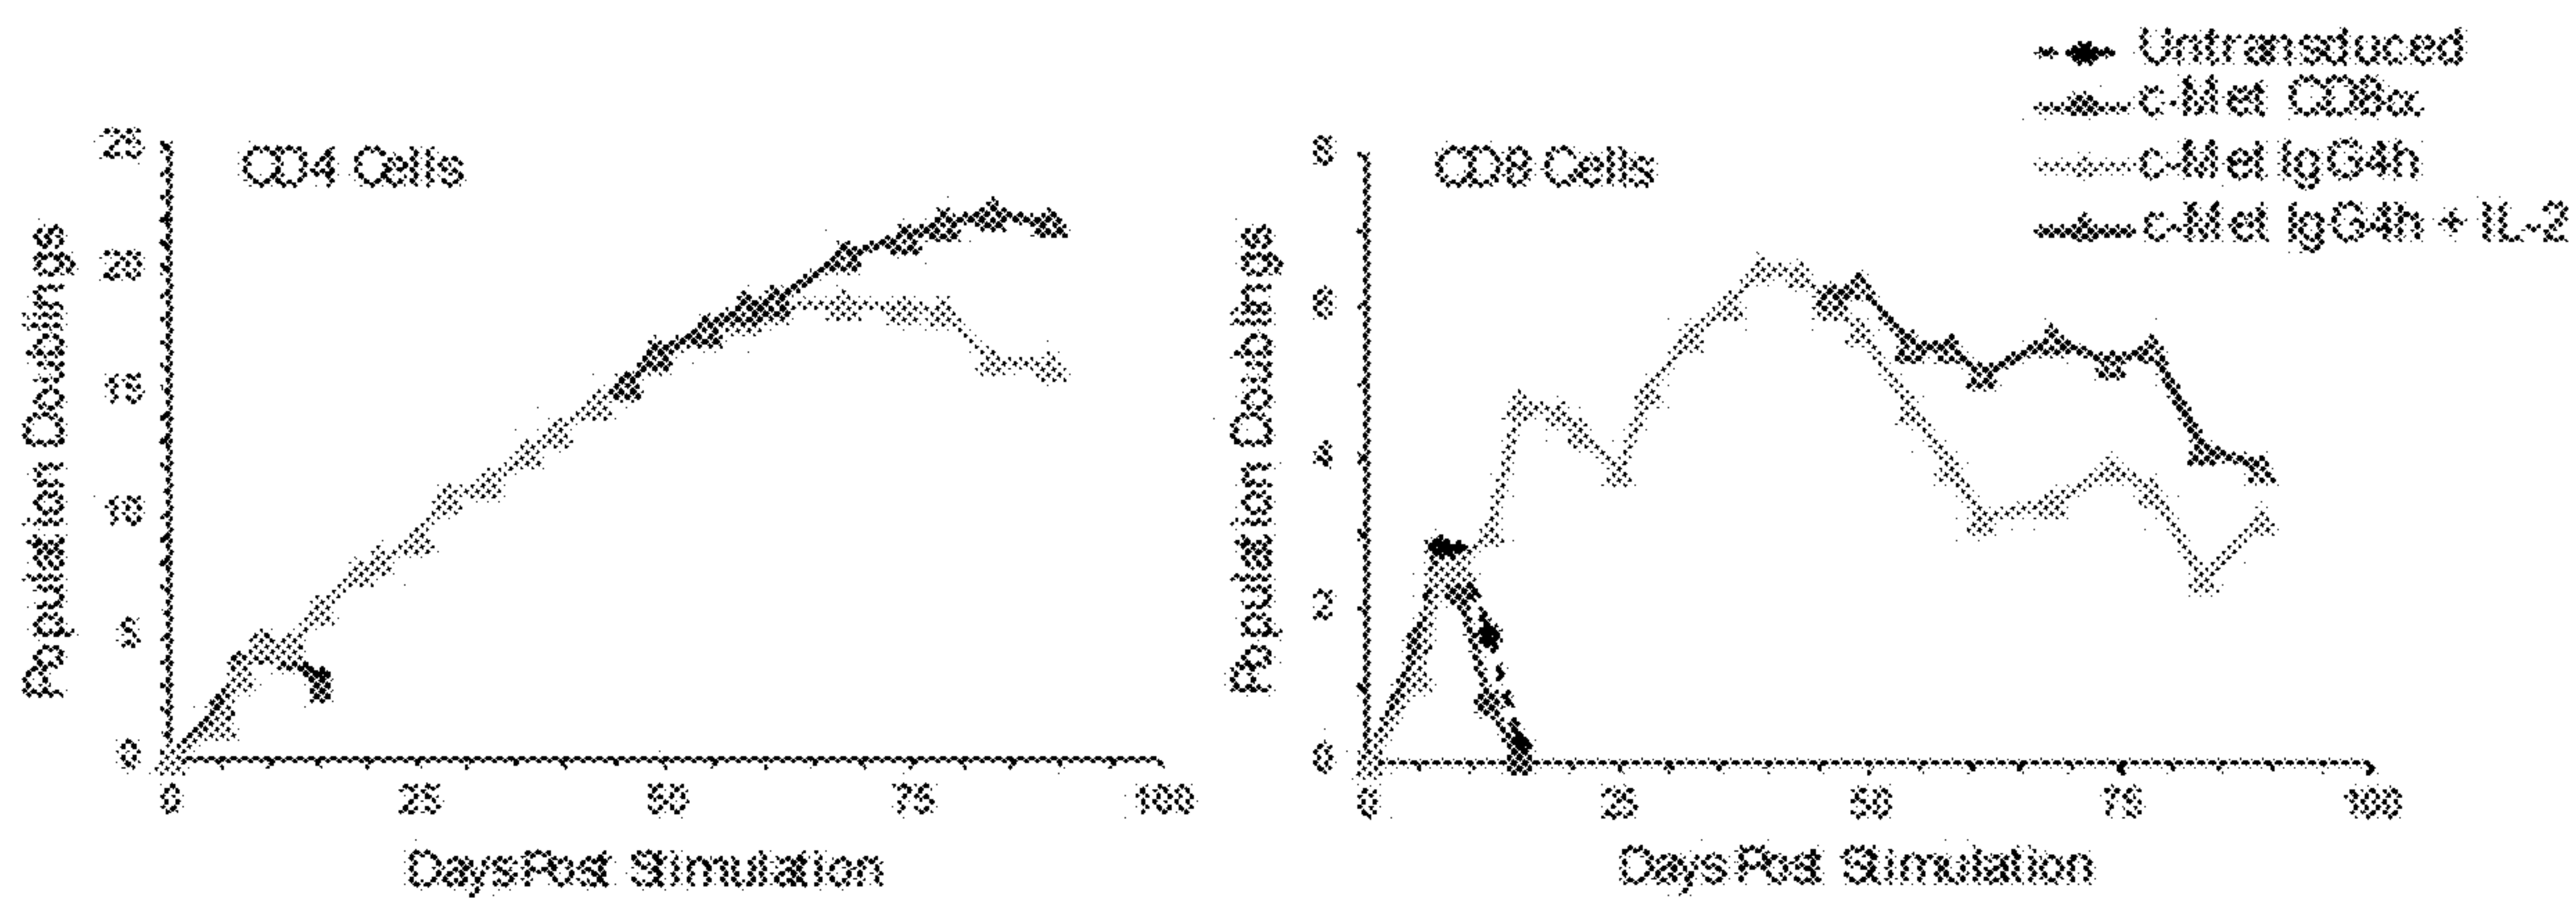 Untransduced
c-Met CD8α
c-Met IgG4h
c-Met IgG4h + IL-2
CD4 Cells
Population Doublings
25
20
15
10
5
0
0 25 50 75 100
Days Post Stimulation
CD8 Cells
Population Doublings
8
6
4
2
0
0 25 50 75 100
Days Post Stimulation